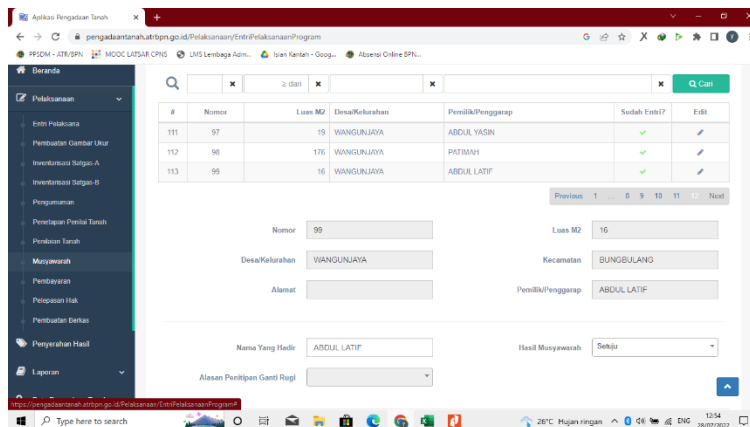 Aplikasi Pengadaan Tanah
pengadaantanah.atrbpn.go.id/Pelaksanaan/EntriPelaksanaanProgram
PPSDM - ATR/BPN
MOOC LATSAR CPNS
LMS Lembaga Adm...
Isian Kantah - Goog...
Absensi Online BPN...
Beranda
Pelaksanaan
Entri Pelaksana
Pembuatan Gambar Ukur
Inventarisasi Satgas-A
Inventarisasi Satgas-B
Pengumuman
Penetapan Penilai Tanah
Penilaian Tanah
Musyawarah
Pembayaran
Pelepasan Hak
Pembuatan Berkas
Penyerahan Hasil
Laporan
≥ dari
Cari
# Nomor Luas M2 Desa/Kelurahan Pemilik/Penggarap Sudah Entri? Edit
111 97 19 WANGUNJAYA ABDUL YASIN
112 98 176 WANGUNJAYA PATIMAH
113 99 16 WANGUNJAYA ABDUL LATIF
Previous 1 ... 8 9 10 11 12 Next
Nomor 99 Luas M2 16
Desa/Kelurahan WANGUNJAYA Kecamatan BUNGBULANG
Alamat Pemilik/Penggarap ABDUL LATIF
Nama Yang Hadir ABDUL LATIF Hasil Musyawarah Setuju
Alasan Penitipan Ganti Rugi
https://pengadaantanah.atrbpn.go.id/Pelaksanaan/EntriPelaksanaanProgram#
Type here to search
26°C Hujan ringan
ENG
12:54
28/07/2022